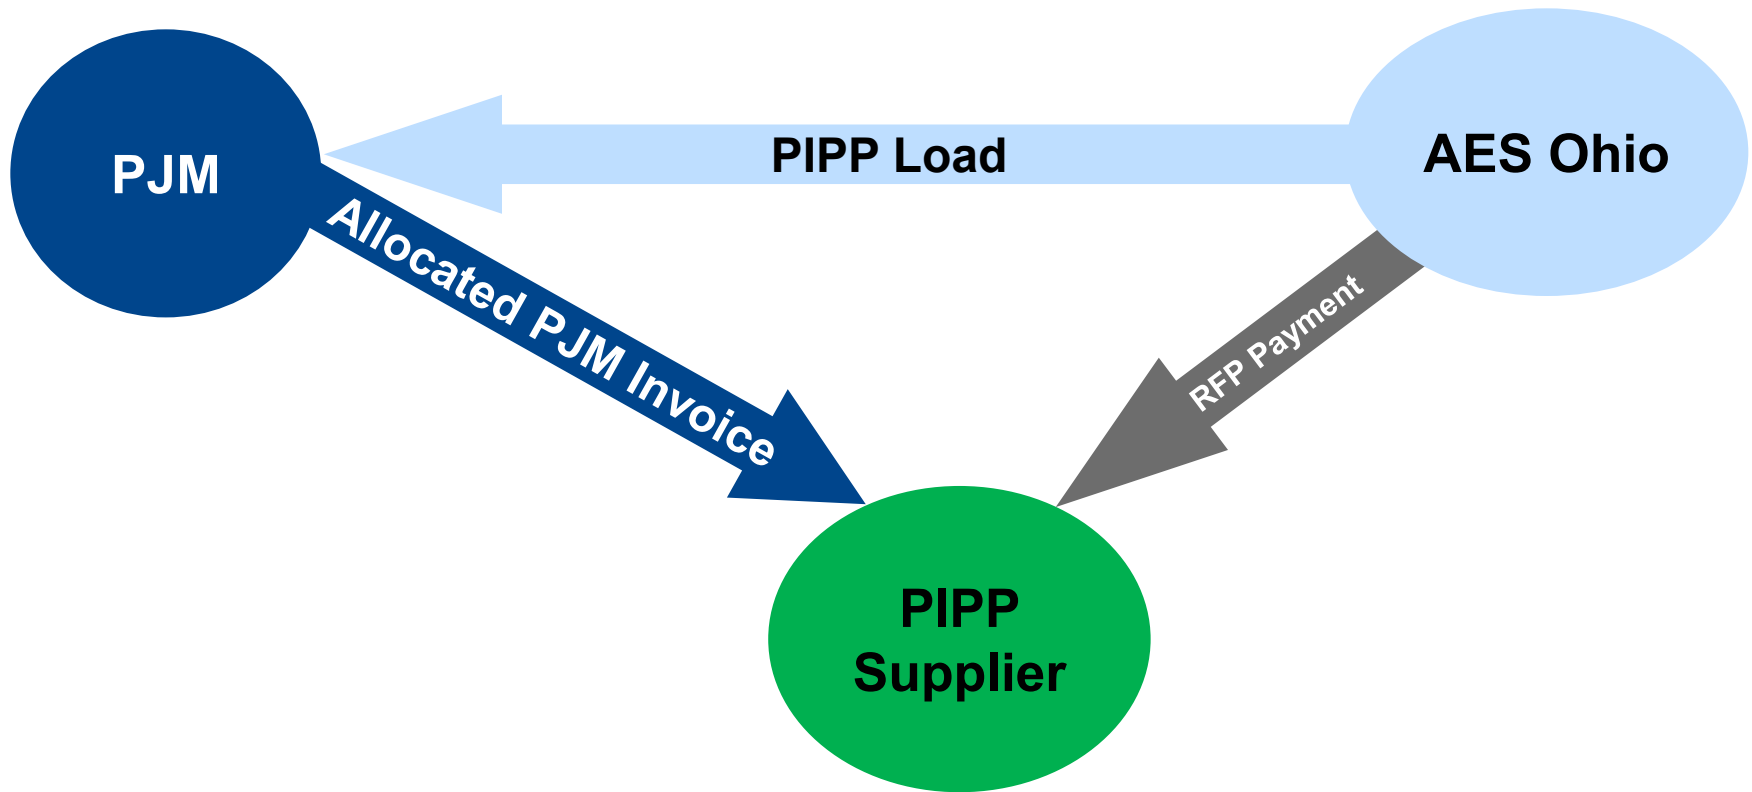 PJM
PIPP Load
AES Ohio
Allocated PJM Invoice
RFP Payment
PIPP
Supplier